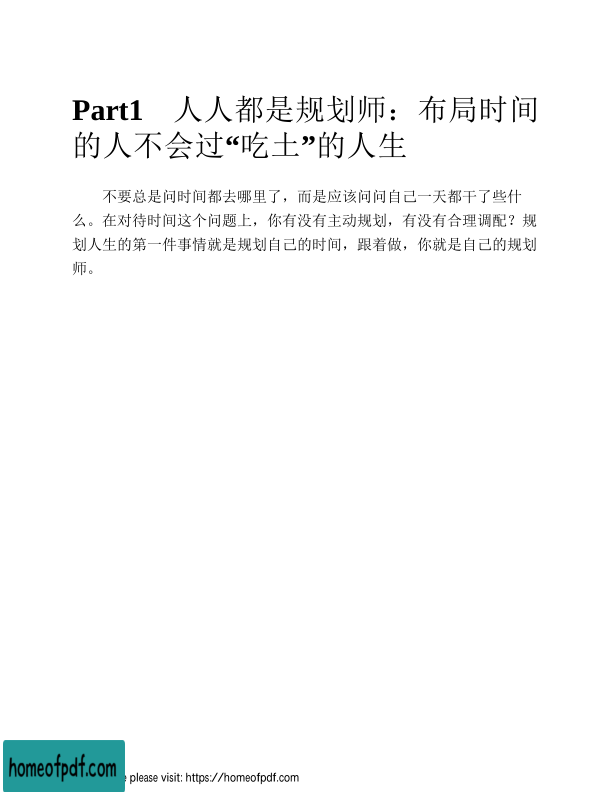 Part1　人人都是规划师：布局时间
的人不会过“吃土”的人生
不要总是问时间都去哪里了，而是应该问问自己一天都干了些什
么。在对待时间这个问题上，你有没有主动规划，有没有合理调配？规
划人生的第一件事情就是规划自己的时间，跟着做，你就是自己的规划
师。
homeofpdf.com
please visit: https://homeofpdf.com